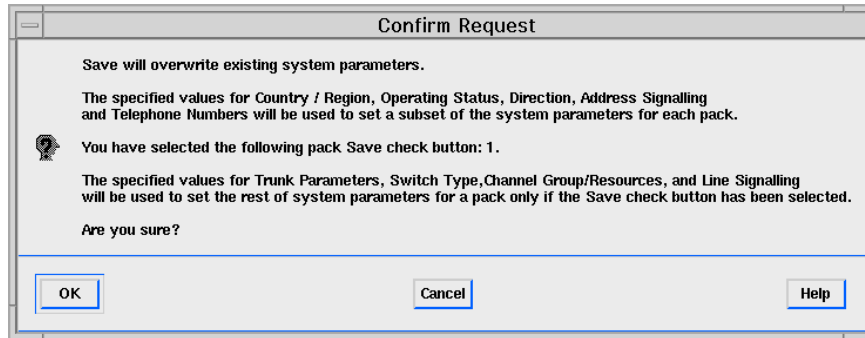 Confirm Request
Save will overwrite existing system parameters.
The specified values for Country / Region, Operating Status, Direction, Address Signalling
and Telephone Numbers will be used to set a subset of the system parameters for each pack.
You have selected the following pack Save check button: 1.
The specified values for Trunk Parameters, Switch Type,Channel Group/Resources, and Line Signalling
will be used to set the rest of system parameters for a pack only if the Save check button has been selected.
Are you sure?
OK
Cancel
Help